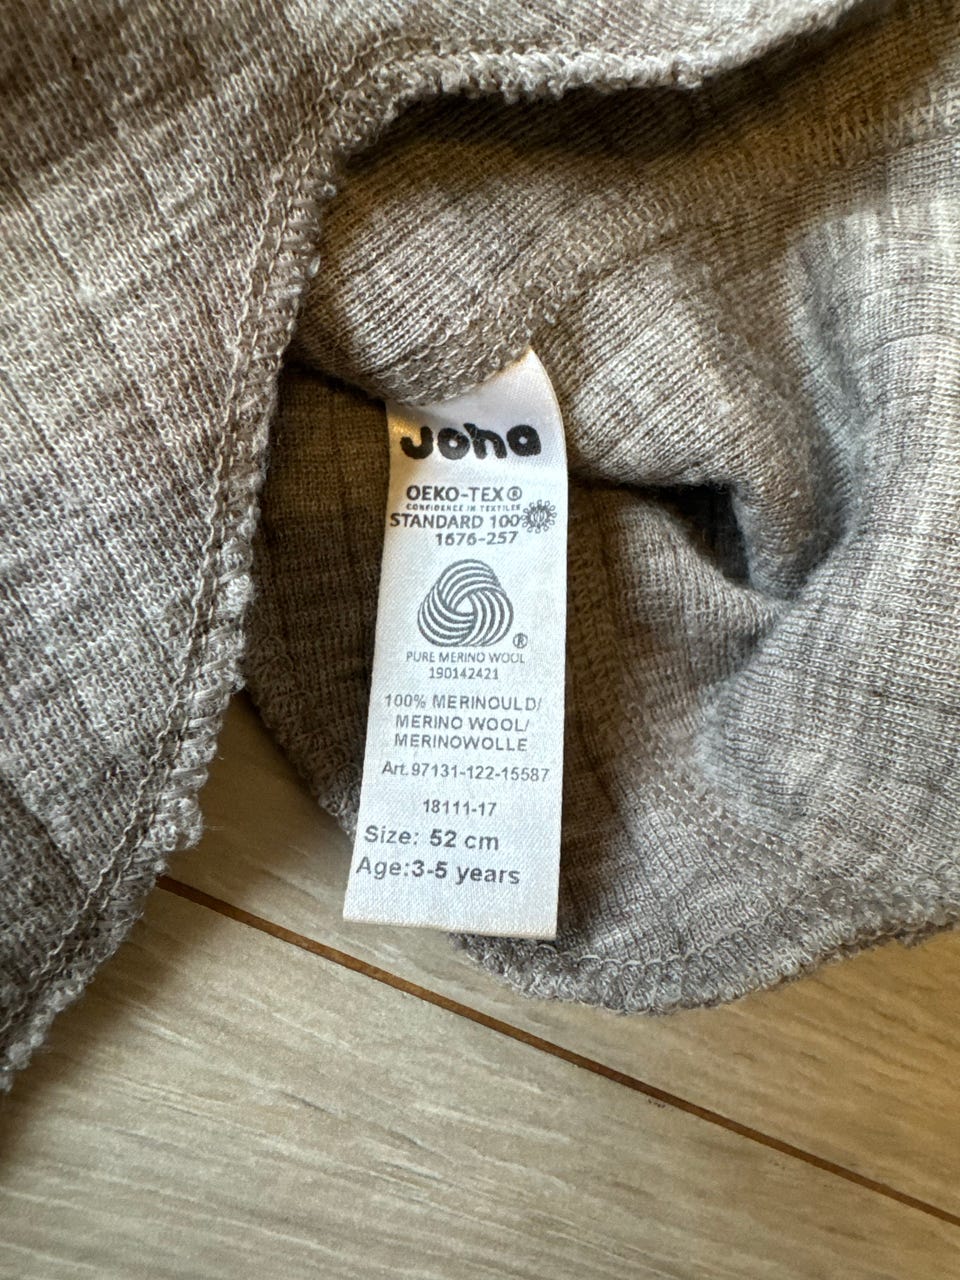 Joha
OEKO-TEX®
CONFIDENCE IN TEXTILES
STANDARD 100
1676-257
®
PURE MERINO WOOL
190142421
100% MERINOULD/
MERINO WOOL/
MERINOWOLLE
Art.97131-122-15587
18111-17
Size: 52 cm
Age:3-5 years